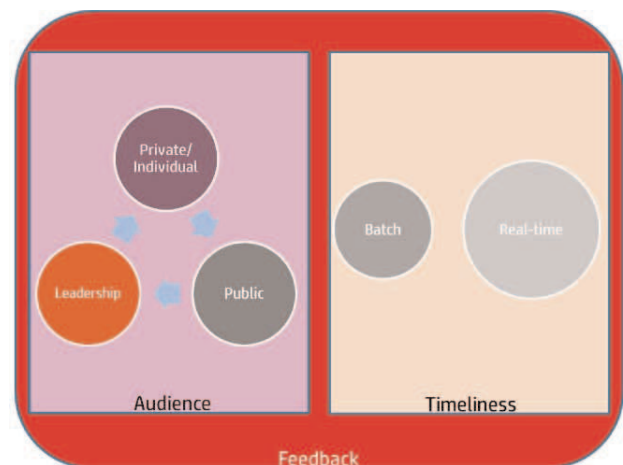 Private/
Individual
Leadership
Public
Audience
Batch
Real-time
Timeliness
Feedback